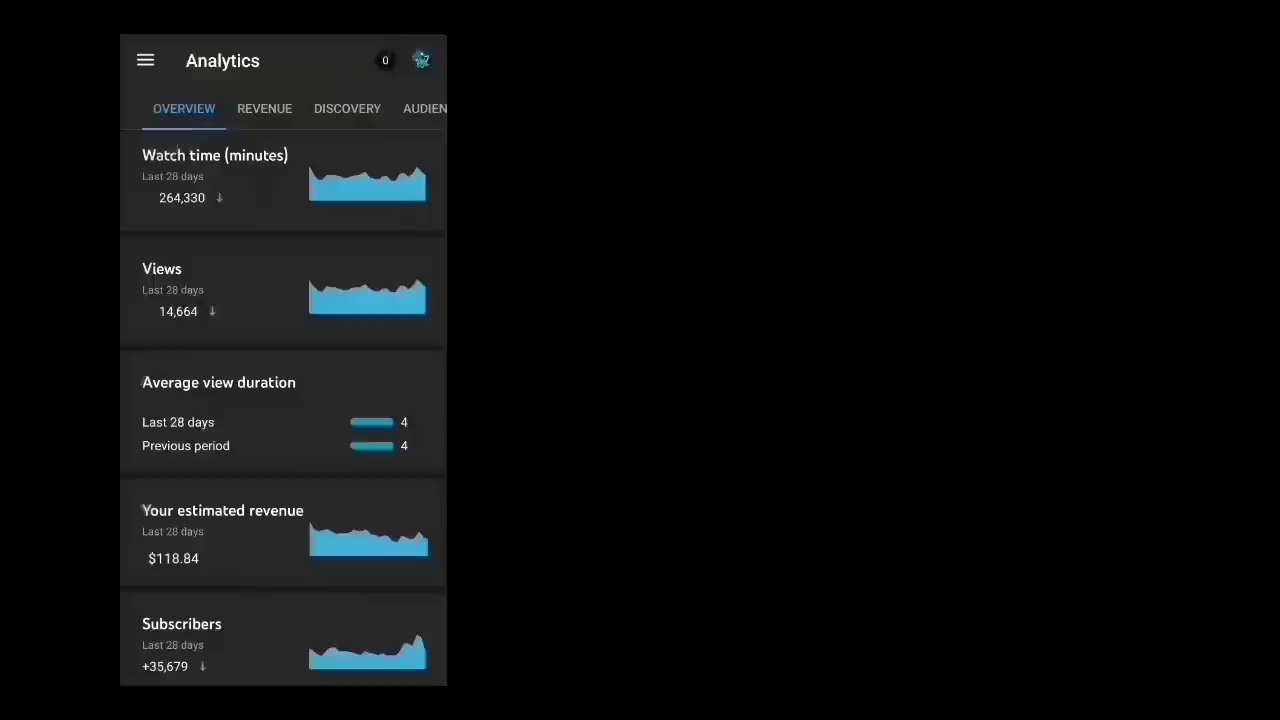 Analytics
0
OVERVIEW REVENUE DISCOVERY AUDIEN
Watch time (minutes)
Last 28 days
264,330 ↓
Views
Last 28 days
14,664 ↓
Average view duration
Last 28 days 4
Previous period 4
Your estimated revenue
Last 28 days
$118.84
Subscribers
Last 28 days
+35,679 ↓